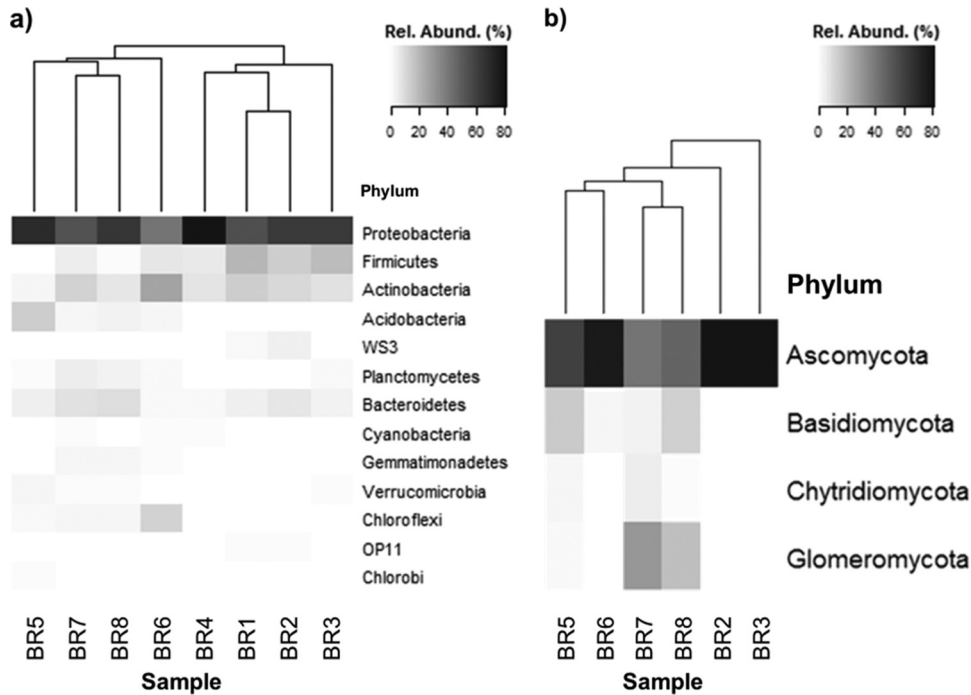 a)
Rel. Abund. (%)
0 20 40 60 80
Phylum
Proteobacteria
Firmicutes
Actinobacteria
Acidobacteria
WS3
Planctomycetes
Bacteroidetes
Cyanobacteria
Gemmatimonadetes
Verrucomicrobia
Chloroflexi
OP11
Chlorobi
BR5 BR7 BR8 BR6 BR4 BR1 BR2 BR3
Sample
b)
Rel. Abund. (%)
0 20 40 60 80
Phylum
Ascomycota
Basidiomycota
Chytridiomycota
Glomeromycota
BR5 BR6 BR7 BR8 BR2 BR3
Sample